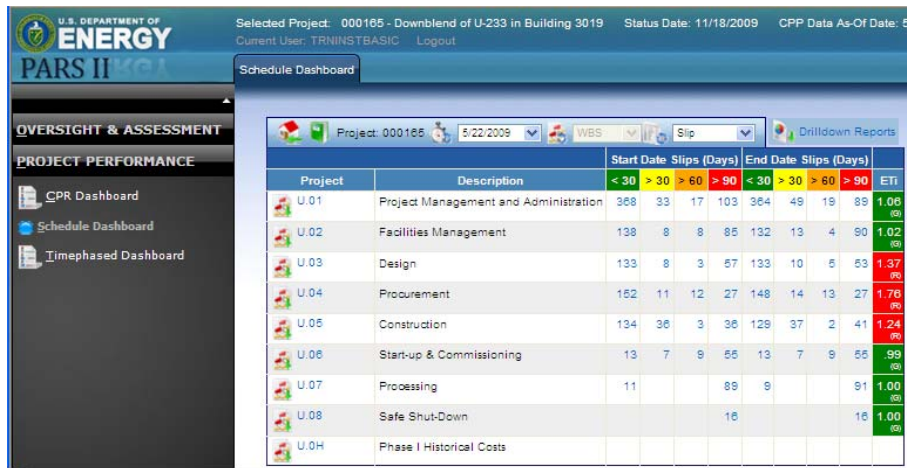 U.S. DEPARTMENT OF
ENERGY
PARS II
Selected Project: 000165 - Downblend of U-233 in Building 3019 Status Date: 11/18/2009 CPP Data As-Of Date: 5
Current User: TRNINSTBASIC Logout
Schedule Dashboard
OVERSIGHT & ASSESSMENT
PROJECT PERFORMANCE
CPR Dashboard
Schedule Dashboard
Timephased Dashboard
Project: 000165 5/22/2009 WBS Slip Drilldown Reports
Start Date Slips (Days) End Date Slips (Days)
Project Description < 30 > 30 > 60 > 90 < 30 > 30 > 60 > 90 ETi
U.01 Project Management and Administration 368 33 17 103 364 49 19 89 1.06 (G)
U.02 Facilities Management 138 8 8 85 132 13 4 90 1.02 (G)
U.03 Design 133 8 3 57 133 10 5 53 1.37 (R)
U.04 Procurement 152 11 12 27 148 14 13 27 1.76 (R)
U.05 Construction 134 36 3 36 129 37 2 41 1.24 (R)
U.06 Start-up & Commissioning 13 7 9 55 13 7 9 55 .99 (G)
U.07 Processing 11 89 9 91 1.00 (G)
U.08 Safe Shut-Down 16 16 1.00 (G)
U.0H Phase I Historical Costs